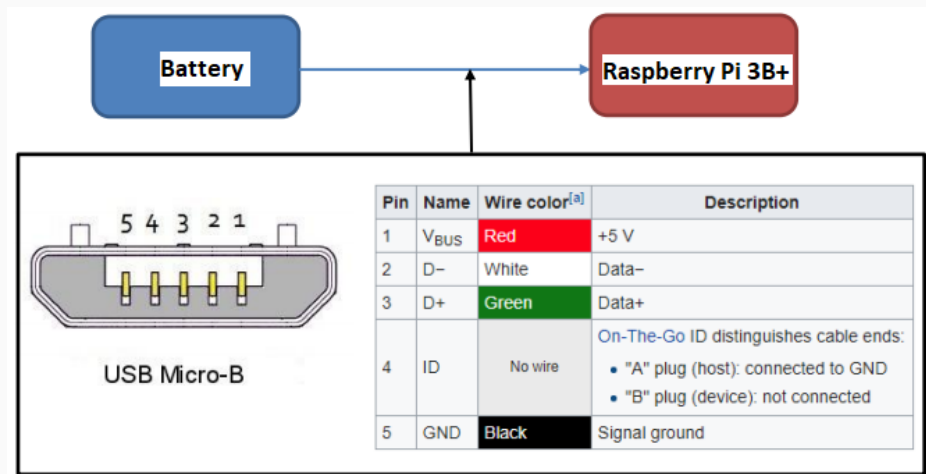 Battery
Raspberry Pi 3B+
5 4 3 2 1
USB Micro-B
Pin Name Wire color[a] Description
1 VBUS Red +5 V
2 D− White Data−
3 D+ Green Data+
4 ID No wire On-The-Go ID distinguishes cable ends:
• "A" plug (host): connected to GND
• "B" plug (device): not connected
5 GND Black Signal ground